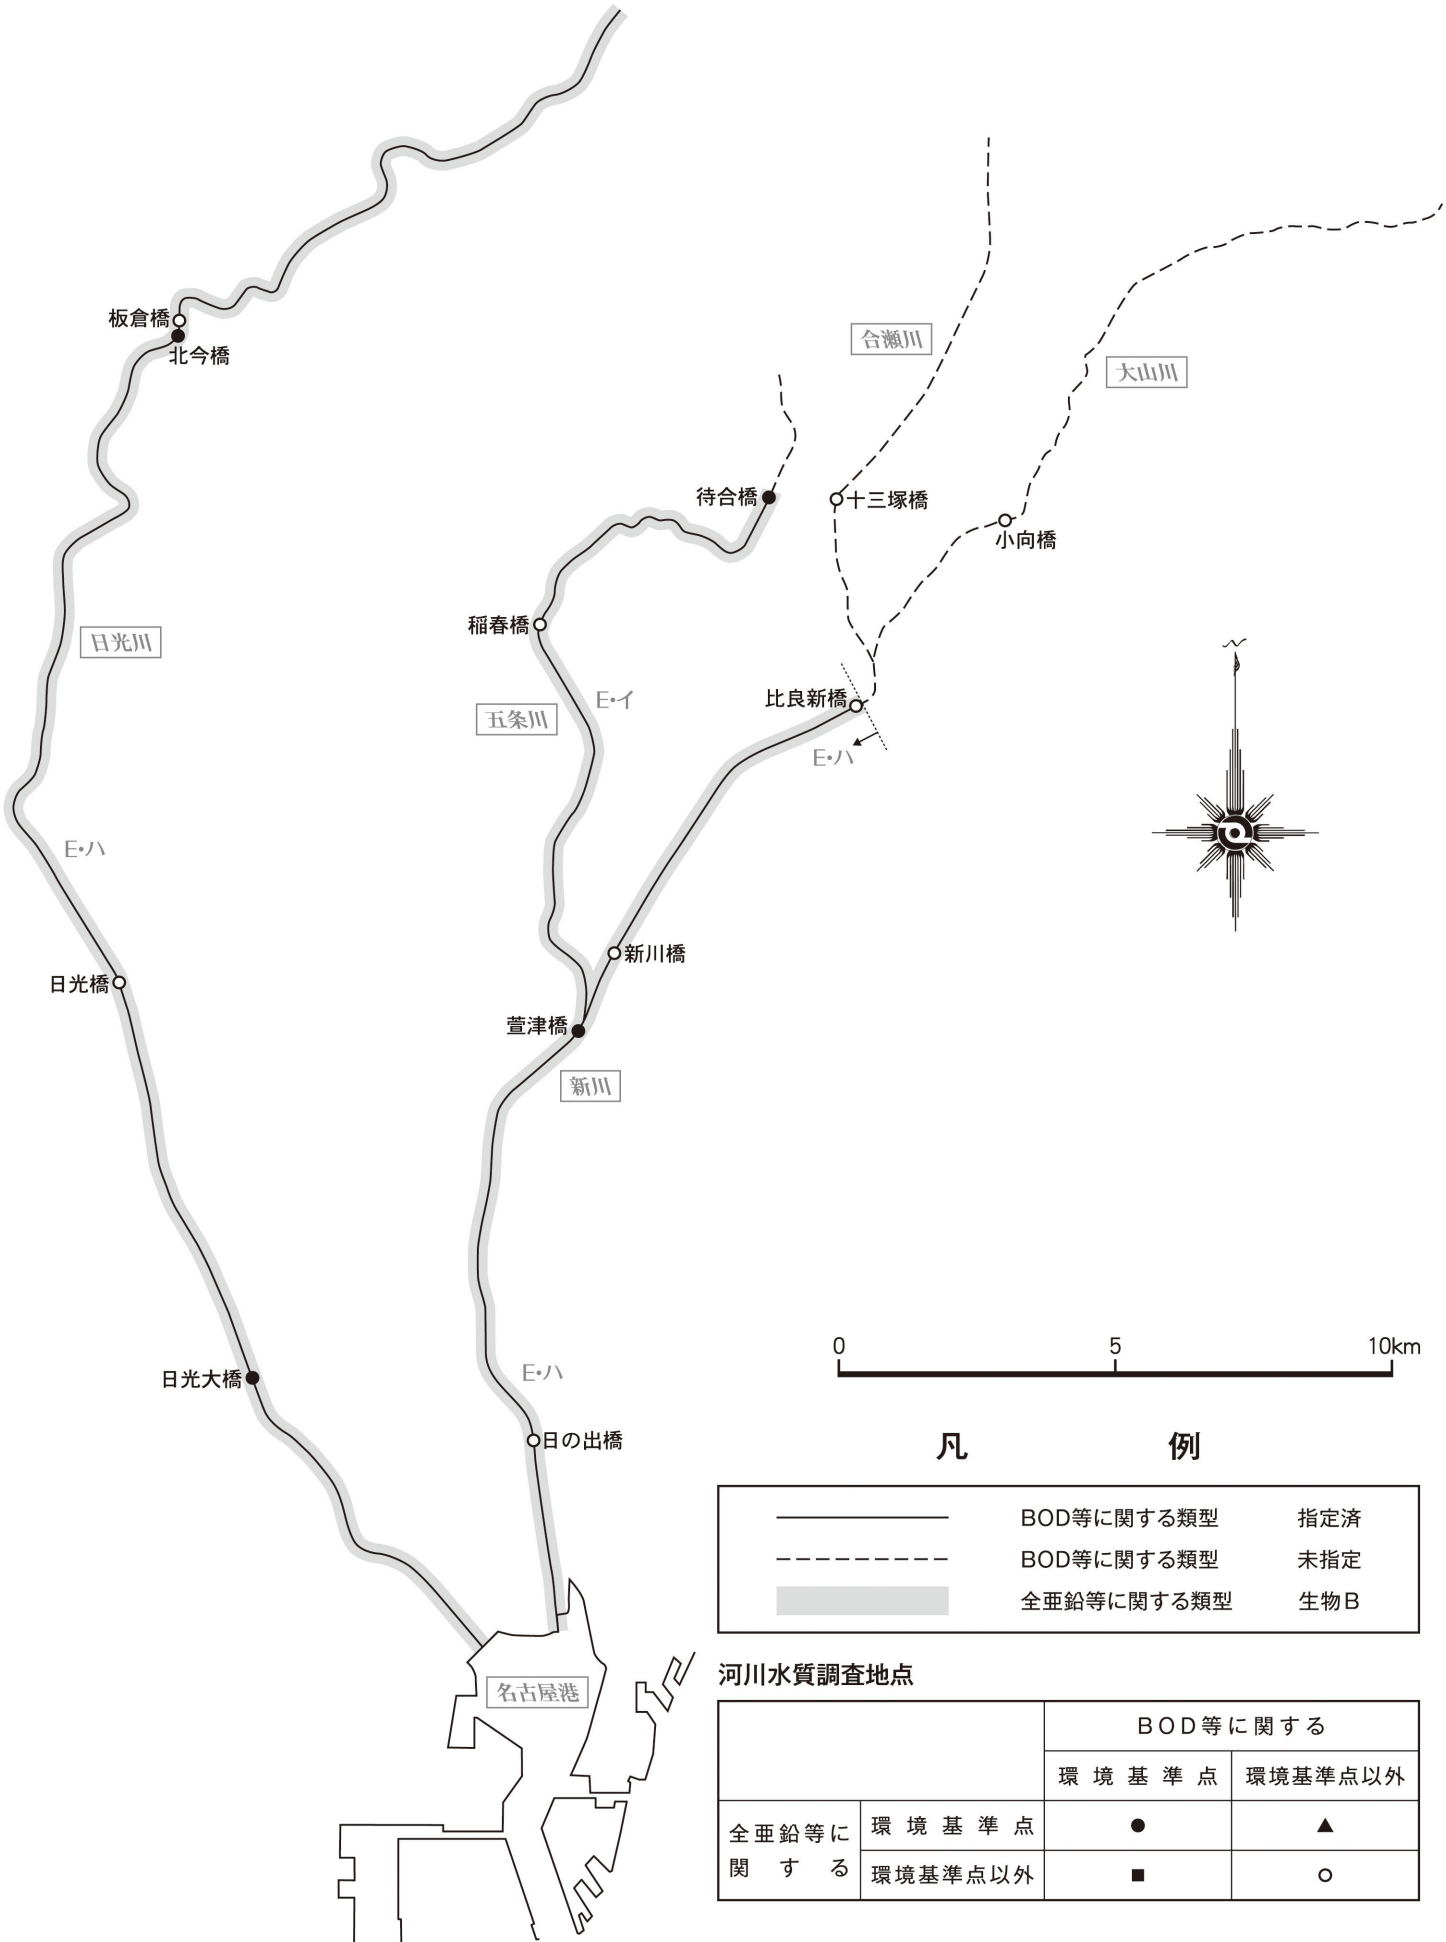 合瀬川
板倉橋
北今橋
大山川
待合橋
十三塚橋
小向橋
稲春橋
日光川
E・イ
五条川
比良新橋
E・ハ
E・ハ
新川橋
日光橋
萱津橋
新川
0 5 10km
日光大橋
E・ハ
日の出橋
凡 例
BOD等に関する類型 指定済
BOD等に関する類型 未指定
全亜鉛等に関する類型 生物B
河川水質調査地点
名古屋港
BOD等に関する
環境基準点 環境基準点以外
全亜鉛等に
関する
環境基準点
環境基準点以外